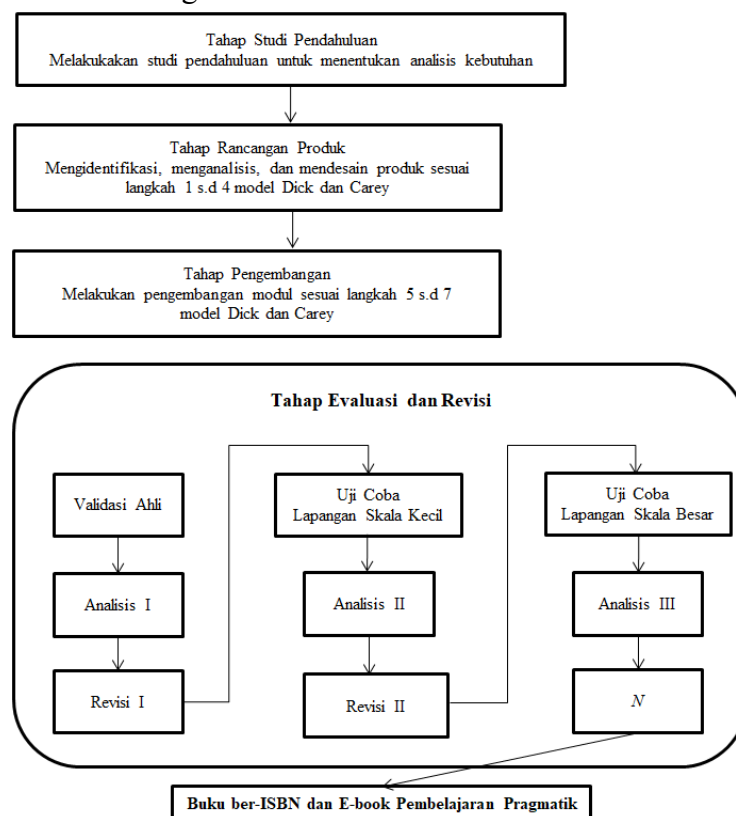 Tahap Studi Pendahuluan
Melakukakan studi pendahuluan untuk menentukan analisis kebutuhan
Tahap Rancangan Produk
Mengidentifikasi, menganalisis, dan mendesain produk sesuai
langkah 1 s.d 4 model Dick dan Carey
Tahap Pengembangan
Melakukan pengembangan modul sesuai langkah 5 s.d 7
model Dick dan Carey
Tahap Evaluasi dan Revisi
Validasi Ahli
Analisis I
Revisi I
Uji Coba
Lapangan Skala Kecil
Analisis II
Revisi II
Uji Coba
Lapangan Skala Besar
Analisis III
N
Buku ber-ISBN dan E-book Pembelajaran Pragmatik